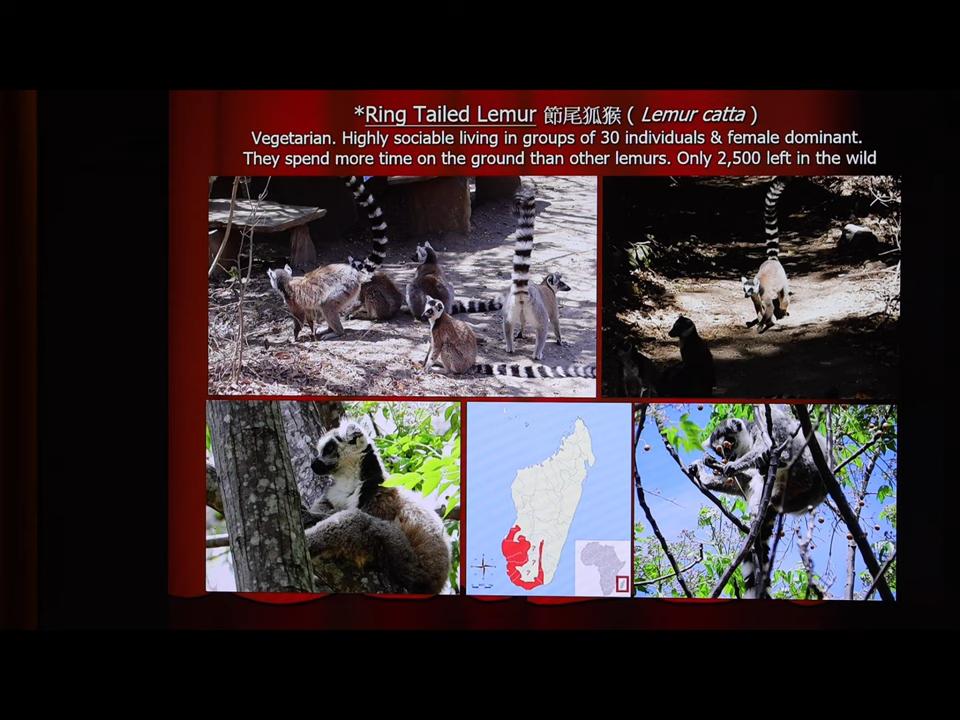 *Ring Tailed Lemur 節尾狐猴 ( Lemur catta )
Vegetarian. Highly sociable living in groups of 30 individuals & female dominant.
They spend more time on the ground than other lemurs. Only 2,500 left in the wild